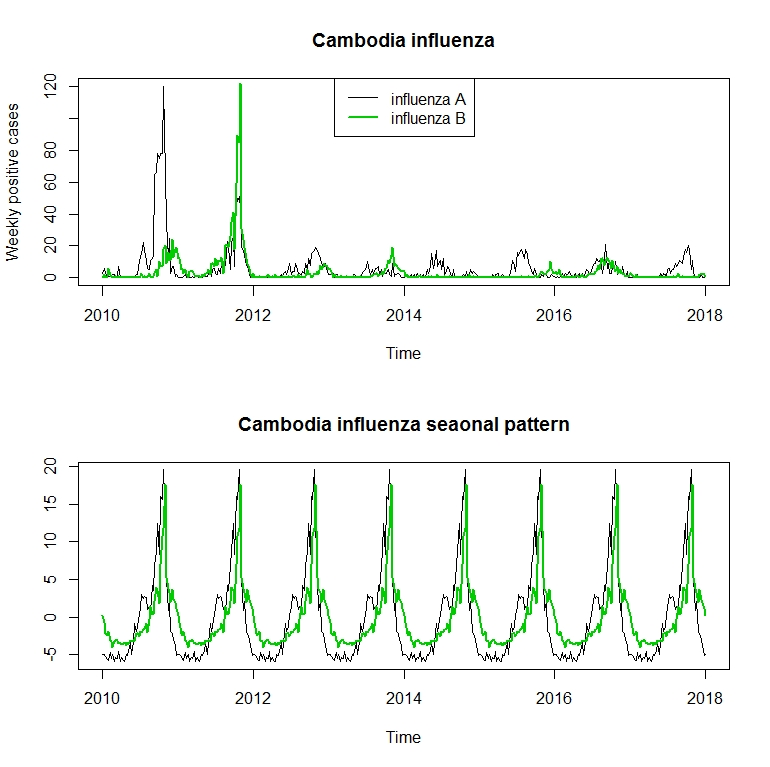 Cambodia influenza
Weekly positive cases
120
80
60
40
20
0
influenza A
influenza B
2010 2012 2014 2016 2018
Time
Cambodia influenza seaonal pattern
20
15
10
5
0
-5
2010 2012 2014 2016 2018
Time